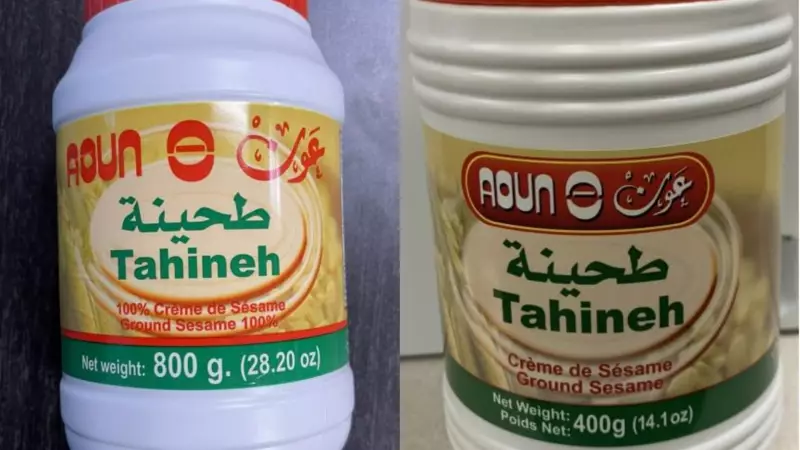 AOUN عون
طحينة
Tahineh
100% Crème de Sésame
Ground Sesame 100%
Net weight: 800 g. (28.20 oz)
AOUN عون
طحينة
Tahineh
Crème de Sésame
Ground Sesame
Net Weight:
Poids Net: 400g (14.1oz)